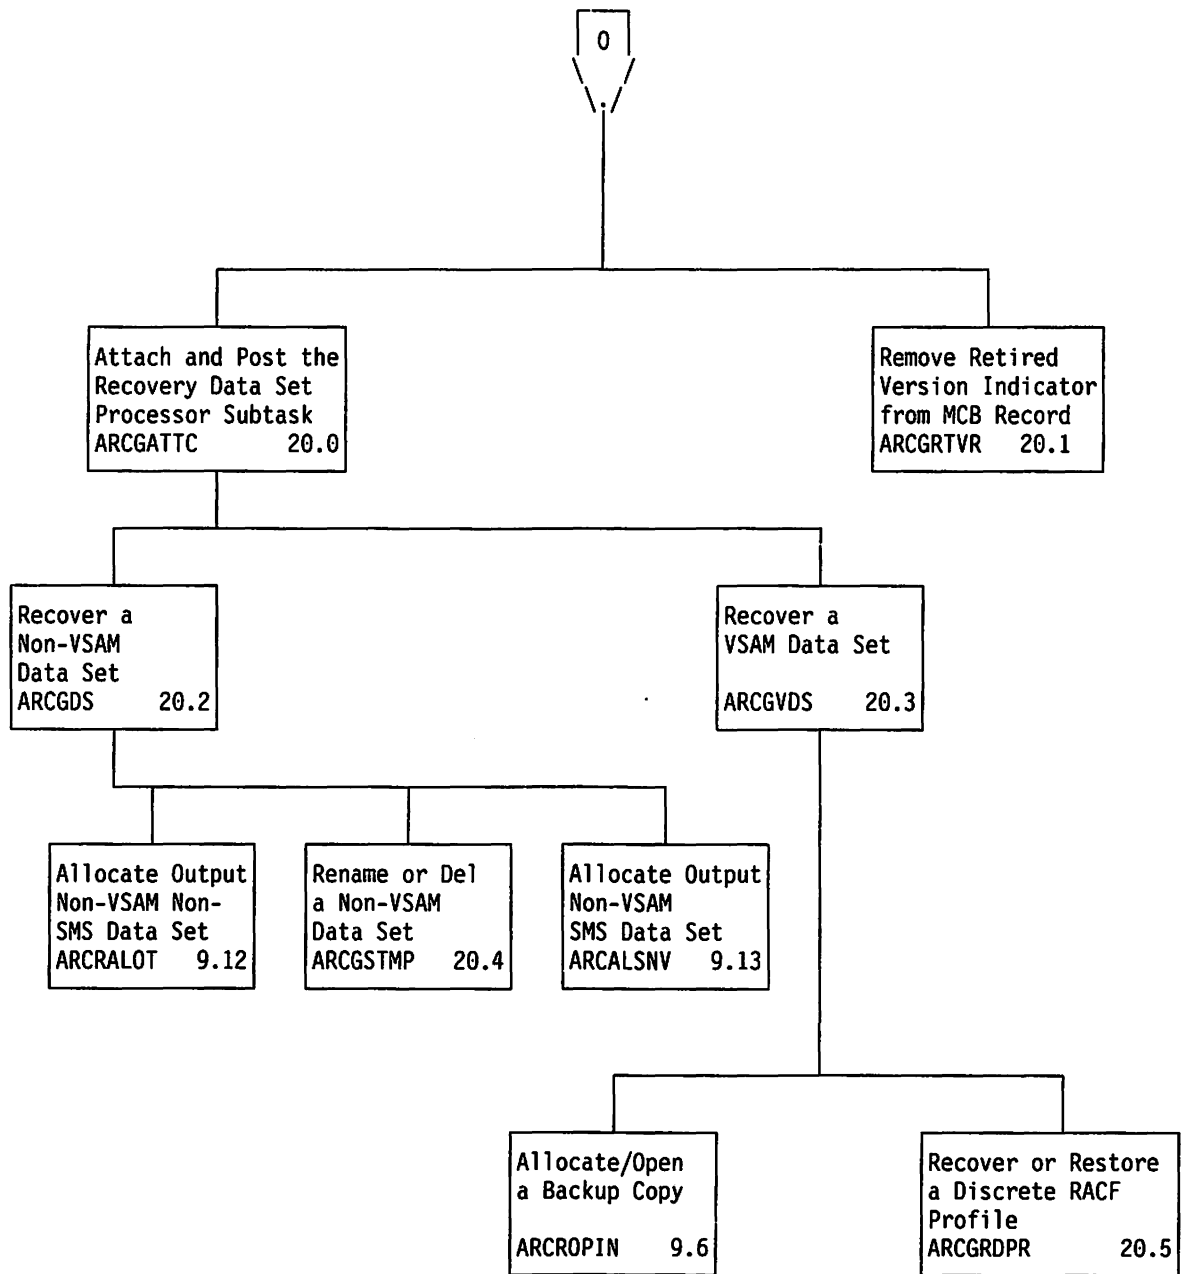 O
Attach and Post the
Recovery Data Set
Processor Subtask
ARCGATTC 20.0
Remove Retired
Version Indicator
from MCB Record
ARCGRTVR 20.1
Recover a
Non-VSAM
Data Set
ARCGDS 20.2
Recover a
VSAM Data Set
ARCGVDS 20.3
Allocate Output
Non-VSAM Non-
SMS Data Set
ARCRALOT 9.12
Rename or Del
a Non-VSAM
Data Set
ARCGSTMP 20.4
Allocate Output
Non-VSAM
SMS Data Set
ARCALSNV 9.13
Allocate/Open
a Backup Copy
ARCROPIN 9.6
Recover or Restore
a Discrete RACF
Profile
ARCGRDPR 20.5